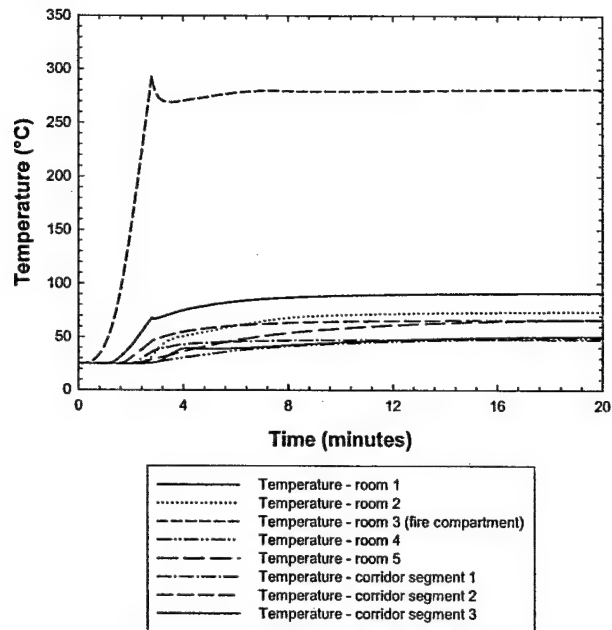 350
300
250
200
150
100
50
0
Temperature (°C)
0 4 8 12 16 20
Time (minutes)
Temperature - room 1
Temperature - room 2
Temperature - room 3 (fire compartment)
Temperature - room 4
Temperature - room 5
Temperature - corridor segment 1
Temperature - corridor segment 2
Temperature - corridor segment 3